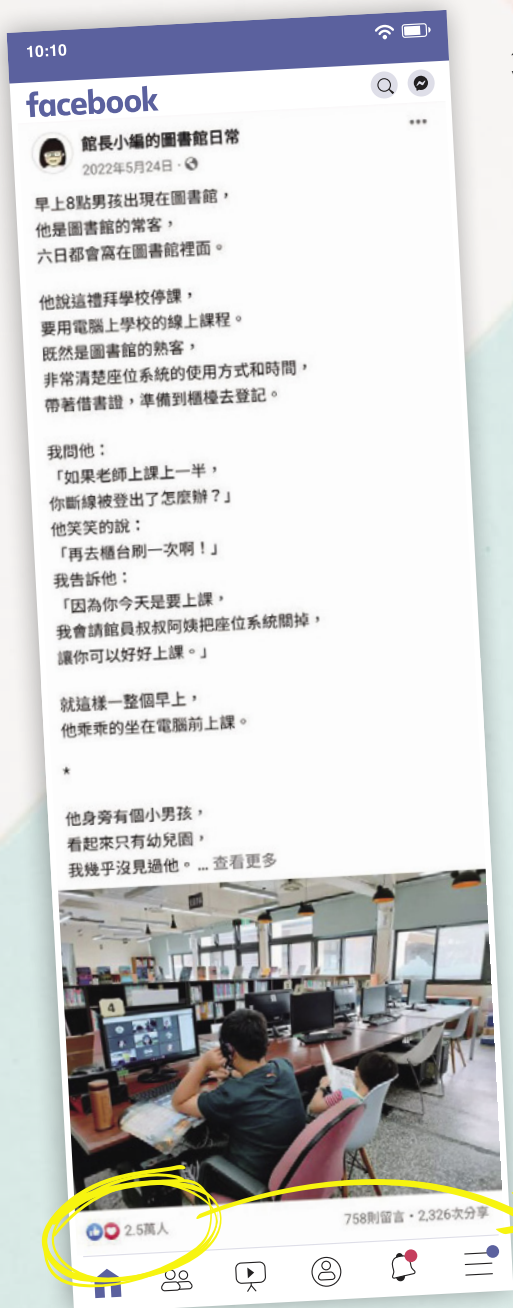 10:10
facebook
館長小編的圖書館日常
2022年5月24日 ·
早上8點男孩出現在圖書館，
他是圖書館的常客，
六日都會窩在圖書館裡面。
他說這禮拜學校停課，
要用電腦上學校的線上課程。
既然是圖書館的熟客，
非常清楚座位系統的使用方式和時間，
帶著借書證，準備到櫃檯去登記。
我問他：
「如果老師上課上一半，
你斷線被登出了怎麼辦？」
他笑笑的說：
「再去櫃台刷一次啊！」
我告訴他：
「因為你今天是要上課，
我會請館員叔叔阿姨把座位系統關掉，
讓你可以好好上課。」
就這樣一整個早上，
他乖乖的坐在電腦前上課。
*
他身旁有個小男孩，
看起來只有幼兒園，
我幾乎沒見過他。... 查看更多
4
2.5萬人
758則留言・2,326次分享